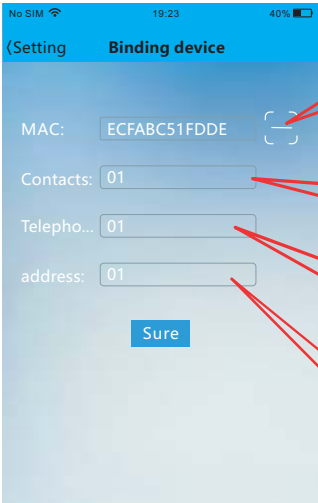 No SIM 19:23 40%
〈Setting Binding device
MAC: ECFABC51FDDE
Contacts: 01
Telepho... 01
address: 01
Sure